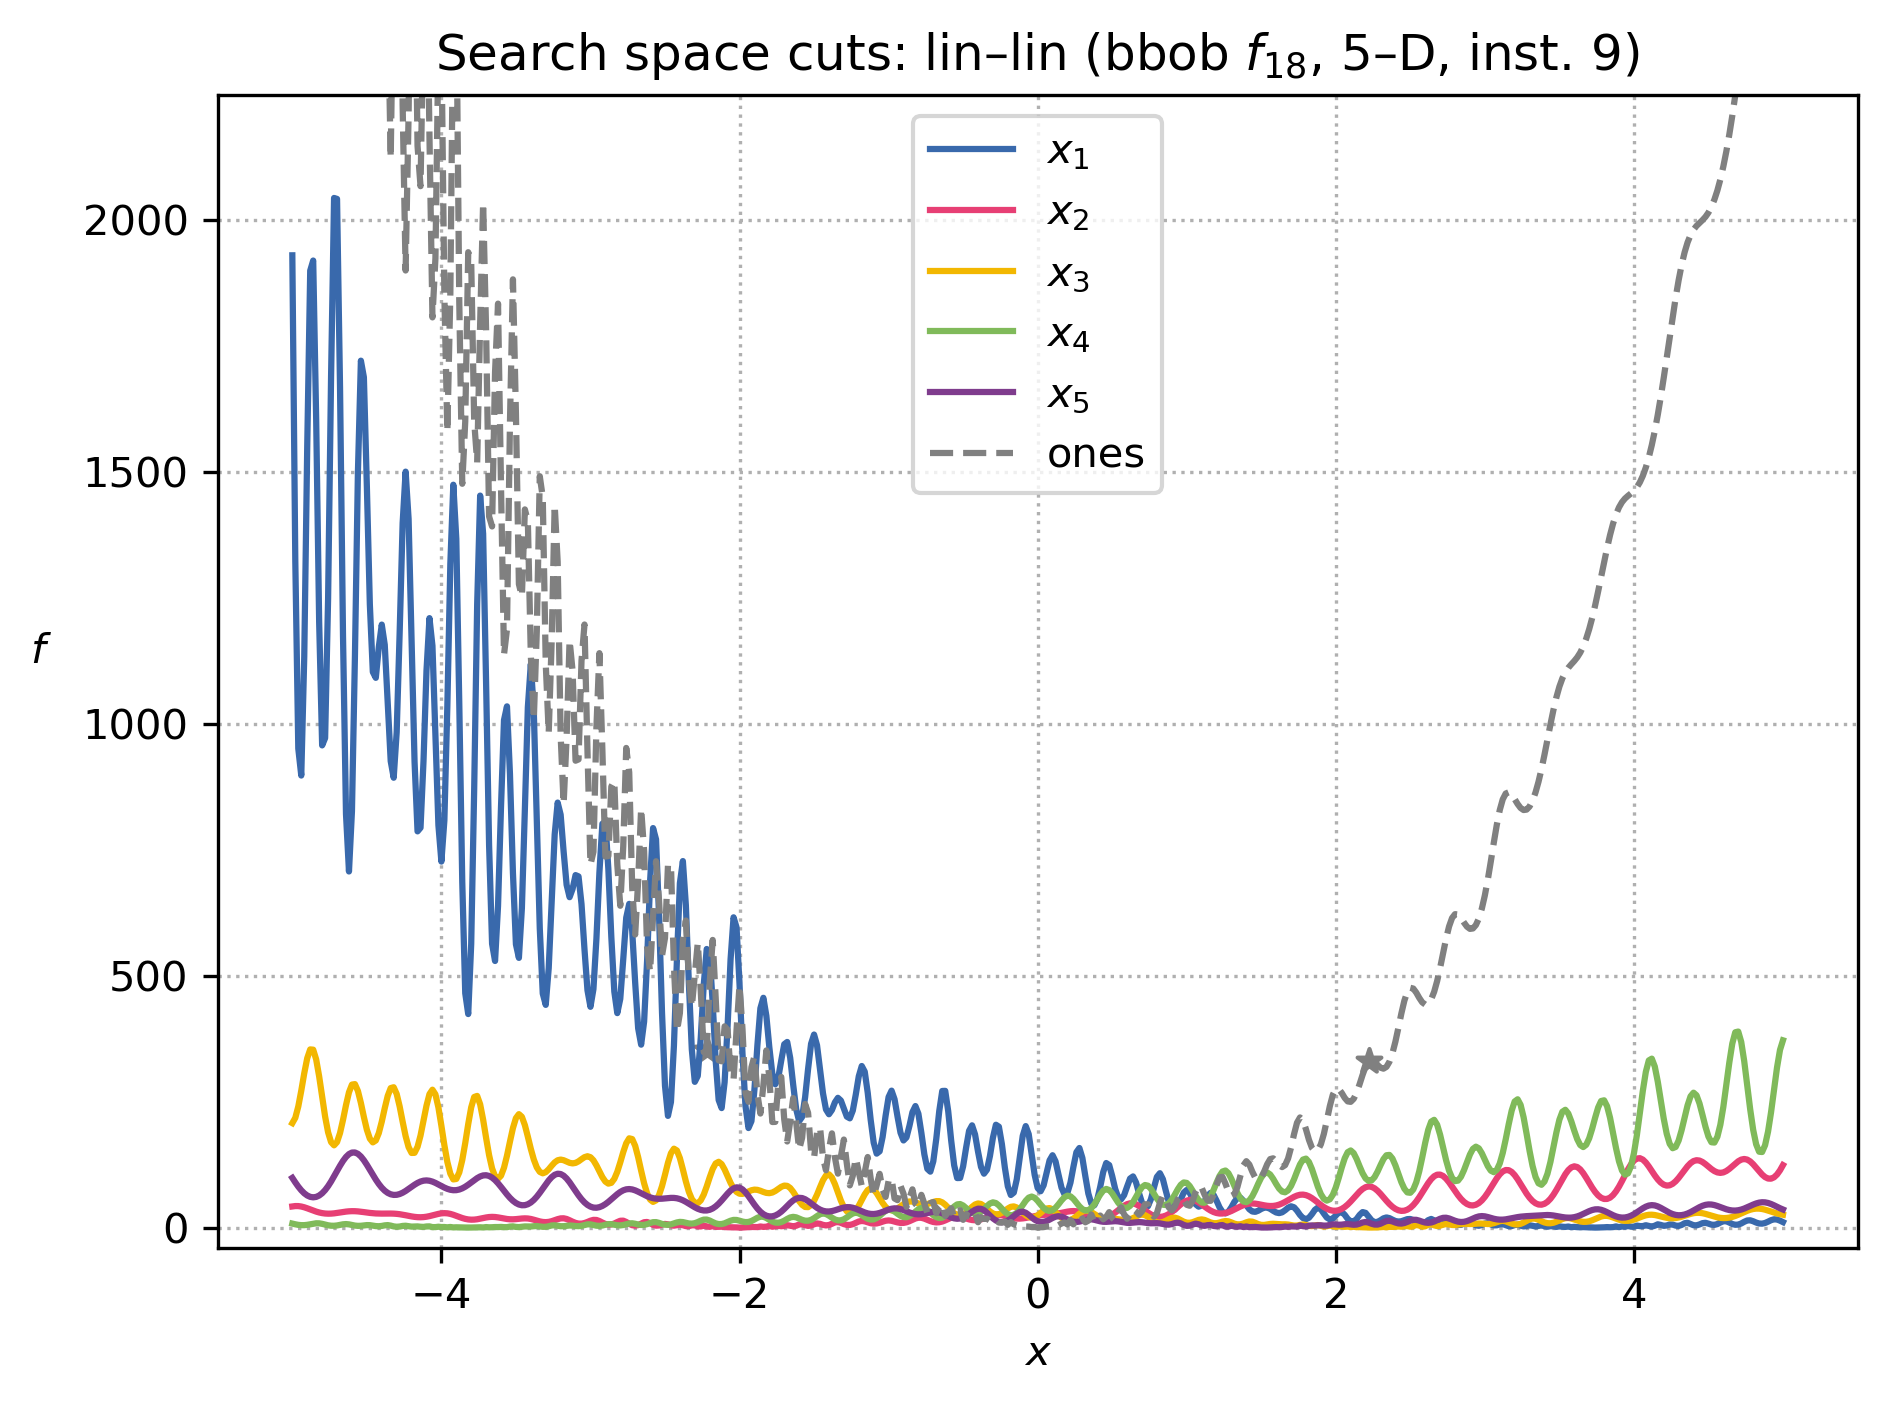 Search space cuts: lin–lin (bbob f₁₈, 5–D, inst. 9)
x₁
x₂
x₃
x₄
x₅
ones
2000
1500
1000
500
0
f
−4
−2
0
2
4
x